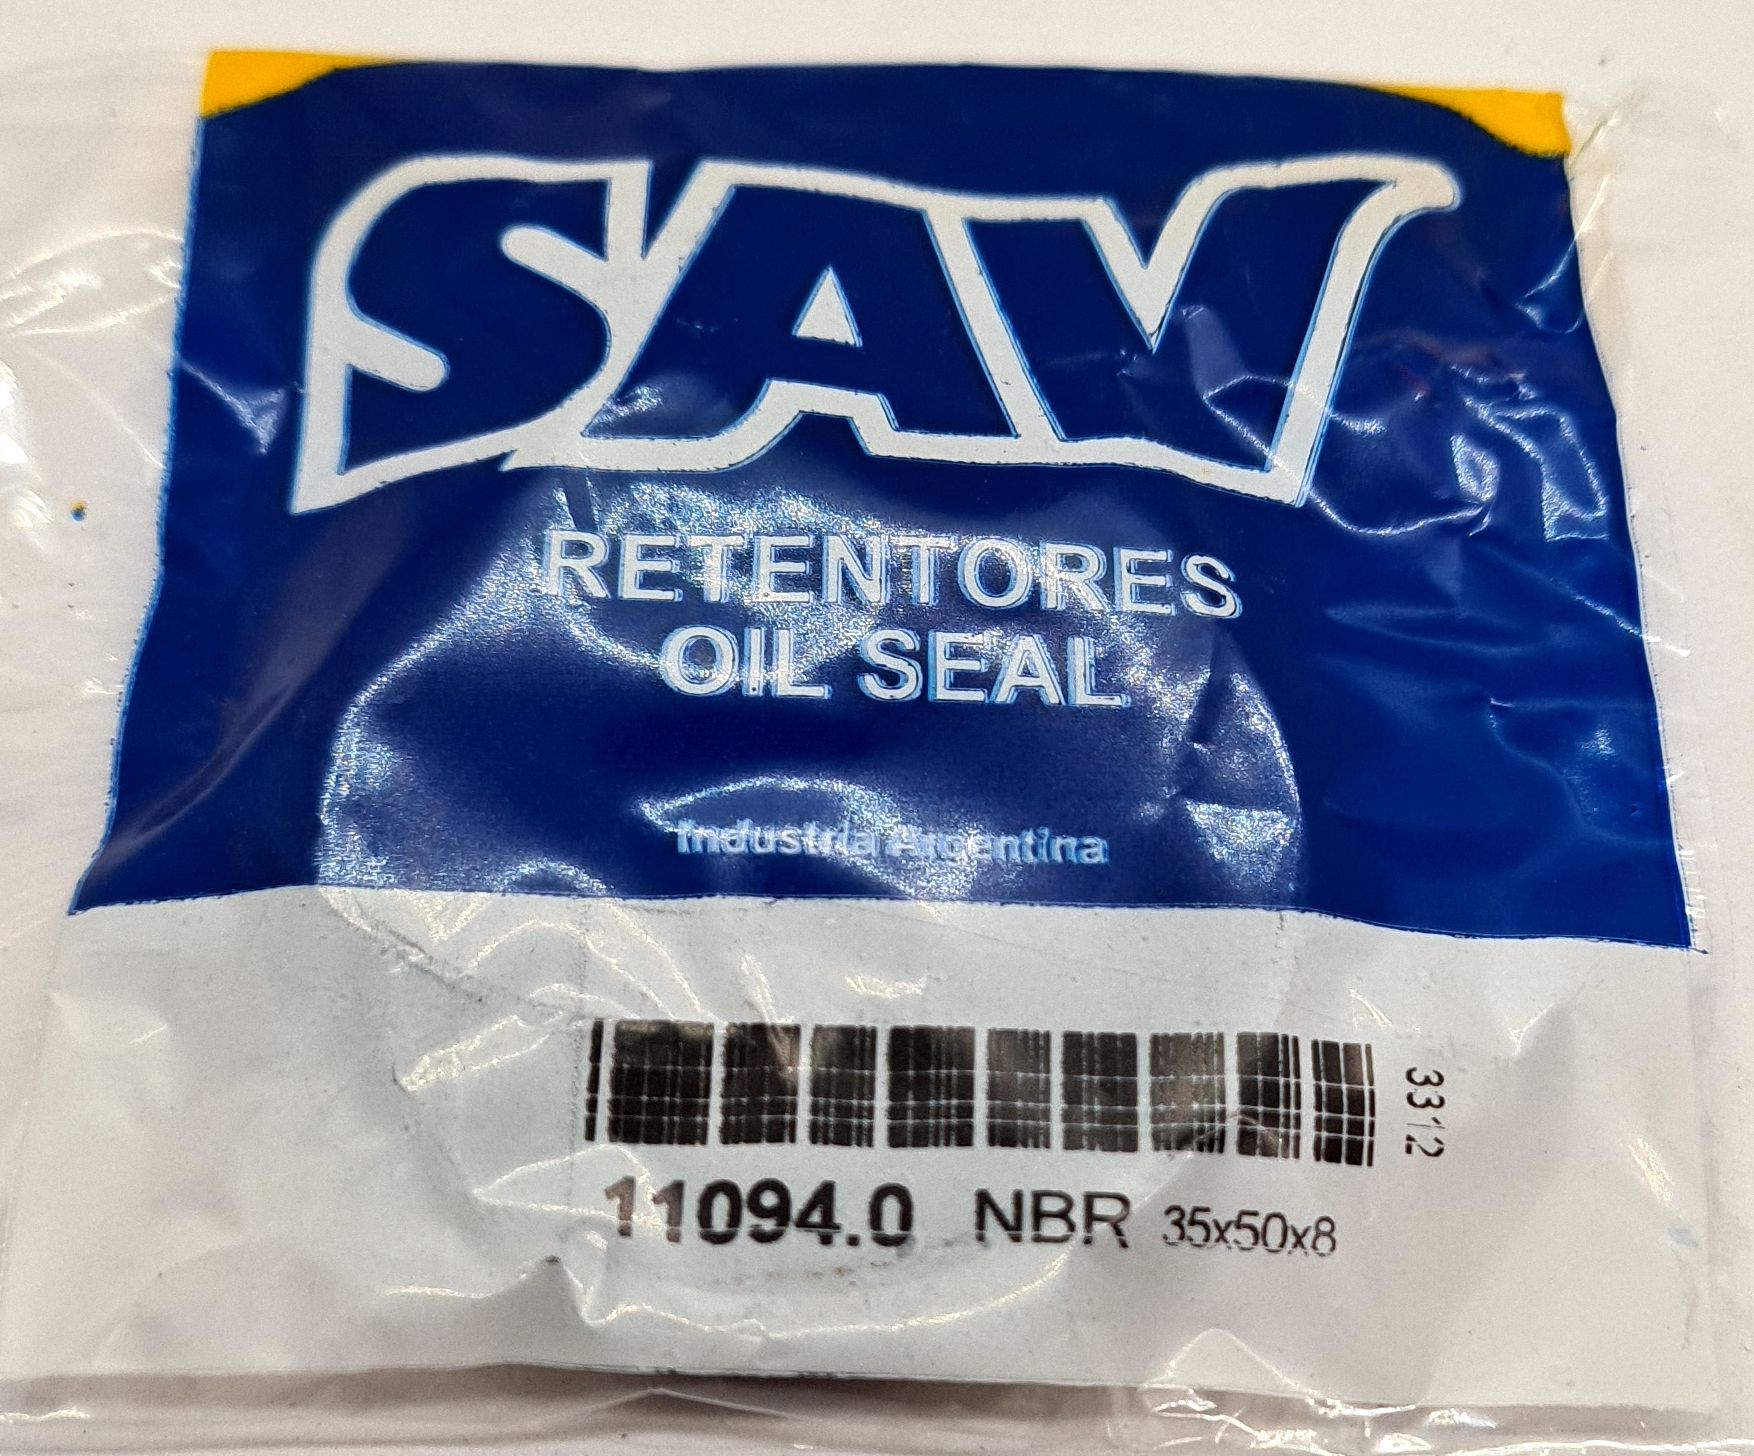 SAV
RETENTORES
OIL SEAL
Industria Argentina
3312
11094.0 NBR 35x50x8